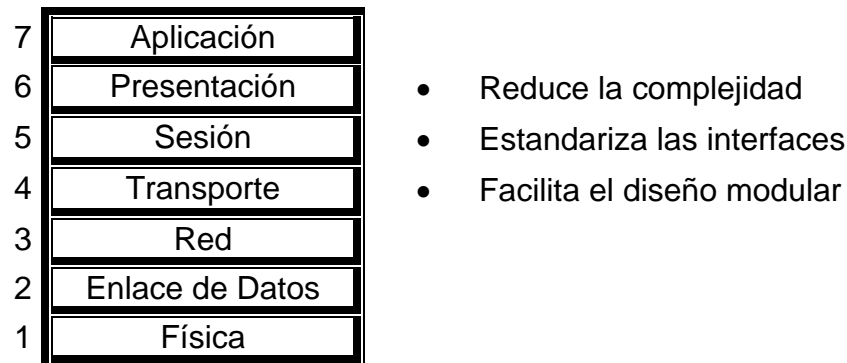 7 Aplicación
6 Presentación • Reduce la complejidad
5 Sesión • Estandariza las interfaces
4 Transporte • Facilita el diseño modular
3 Red
2 Enlace de Datos
1 Física